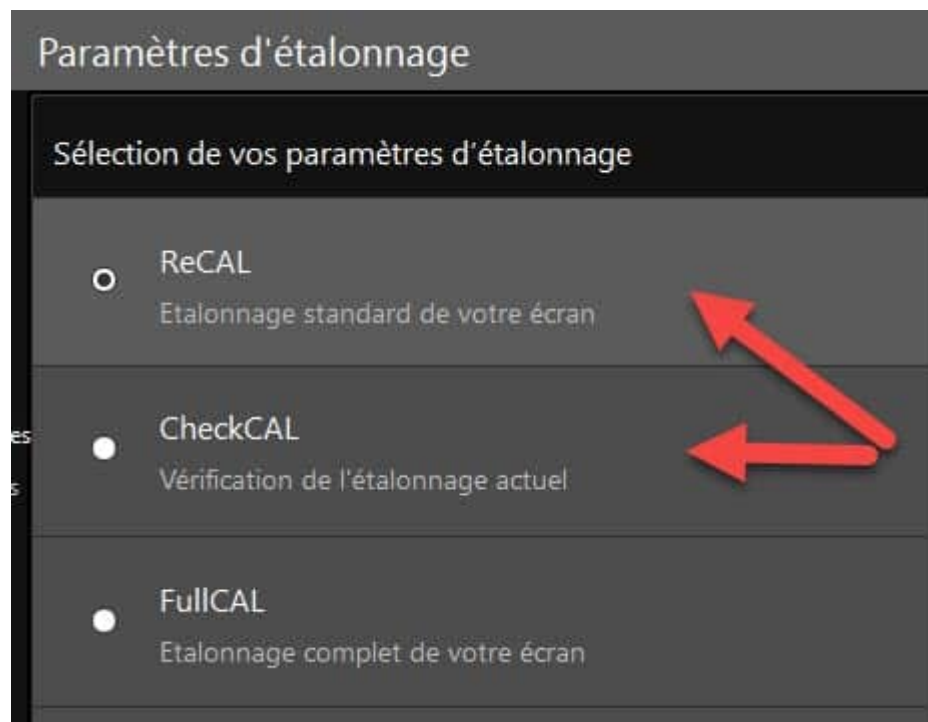 Paramètres d'étalonnage
Sélection de vos paramètres d'étalonnage
ReCAL
Etalonnage standard de votre écran
CheckCAL
Vérification de l'étalonnage actuel
es
s
FullCAL
Etalonnage complet de votre écran